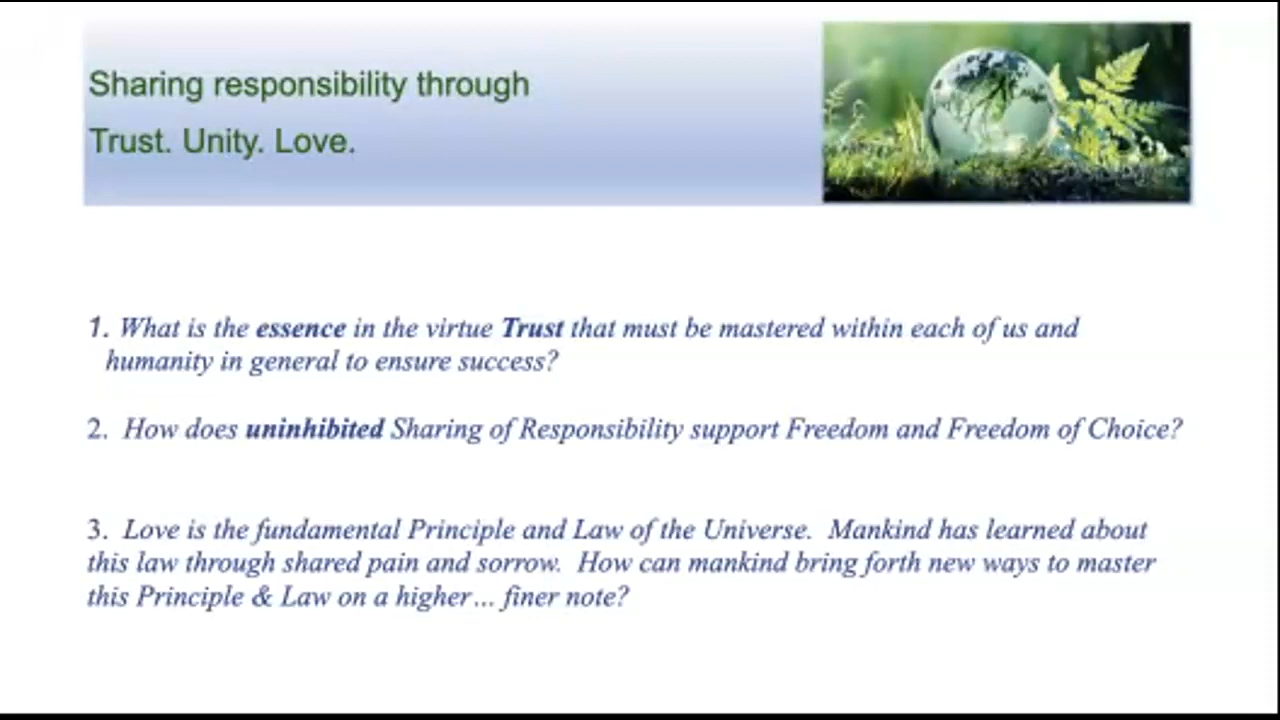 Sharing responsibility through
Trust. Unity. Love.
1. What is the essence in the virtue Trust that must be mastered within each of us and
humanity in general to ensure success?
2. How does uninhibited Sharing of Responsibility support Freedom and Freedom of Choice?
3. Love is the fundamental Principle and Law of the Universe. Mankind has learned about
this law through shared pain and sorrow. How can mankind bring forth new ways to master
this Principle & Law on a higher... finer note?